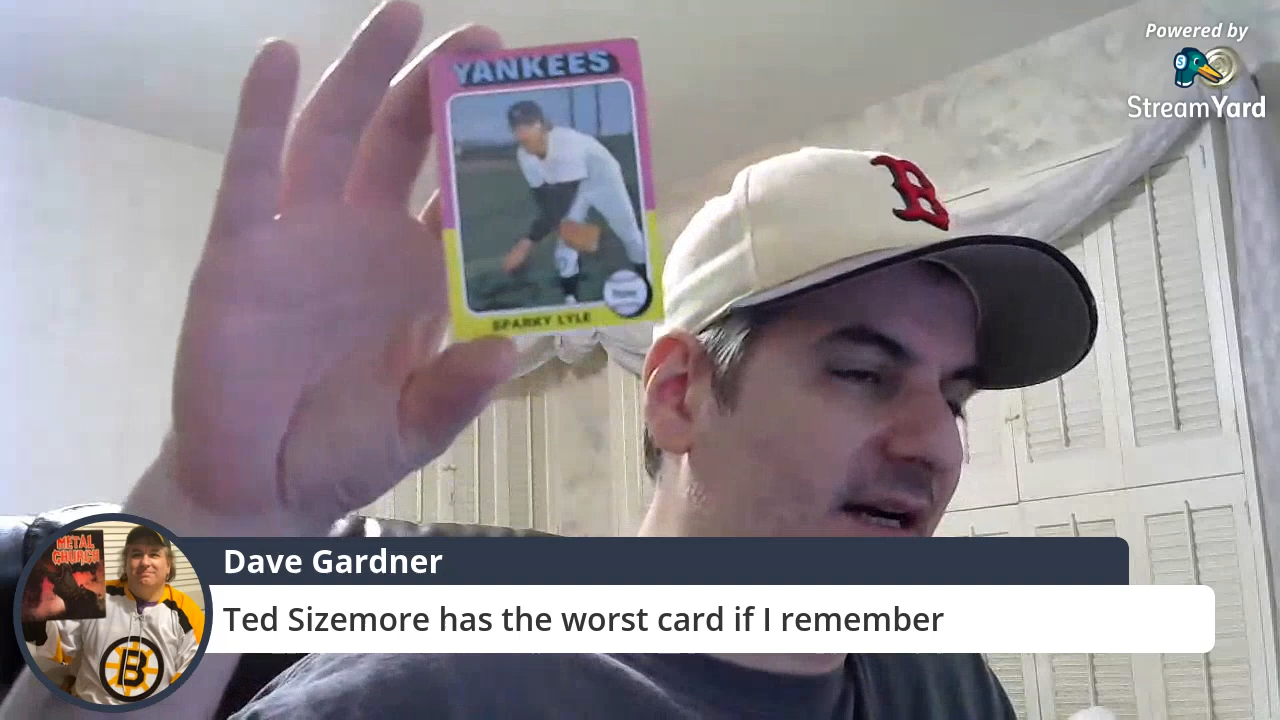 Powered by
StreamYard
YANKEES
SPARKY LYLE
B
METAL
CHURCH
B
Dave Gardner
Ted Sizemore has the worst card if I remember